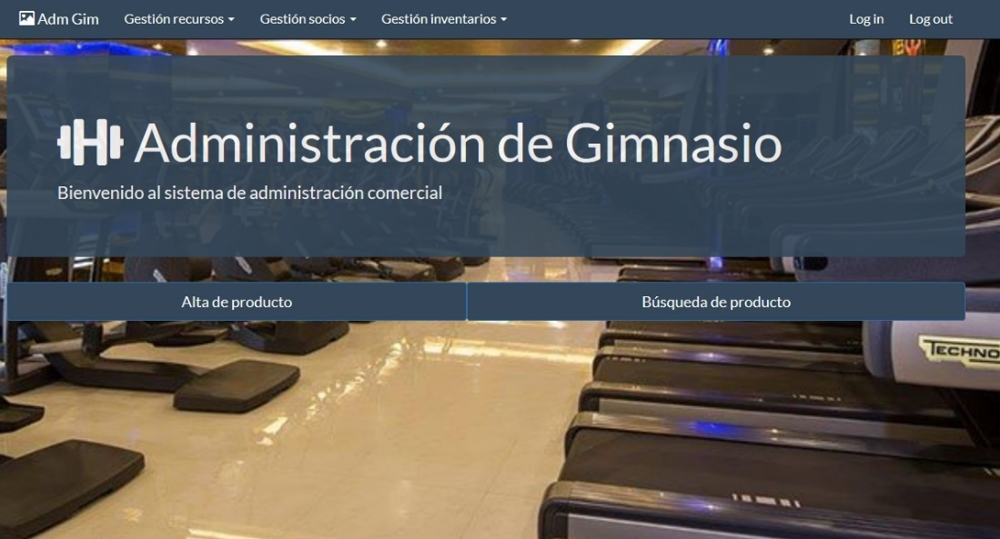 Adm Gim Gestión recursos Gestión socios Gestión inventarios Log in Log out
Administración de Gimnasio
Bienvenido al sistema de administración comercial
Alta de producto Búsqueda de producto
TECHNO